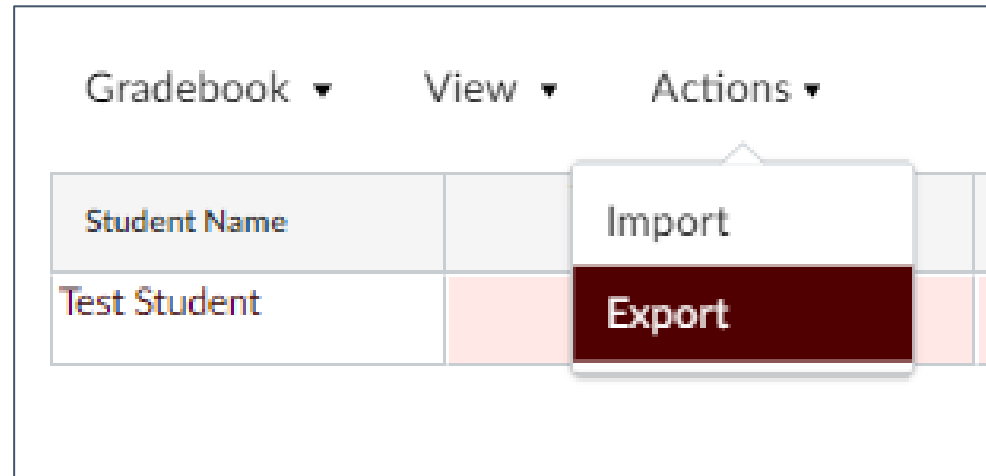 Gradebook View Actions
Student Name
Import
Test Student
Export